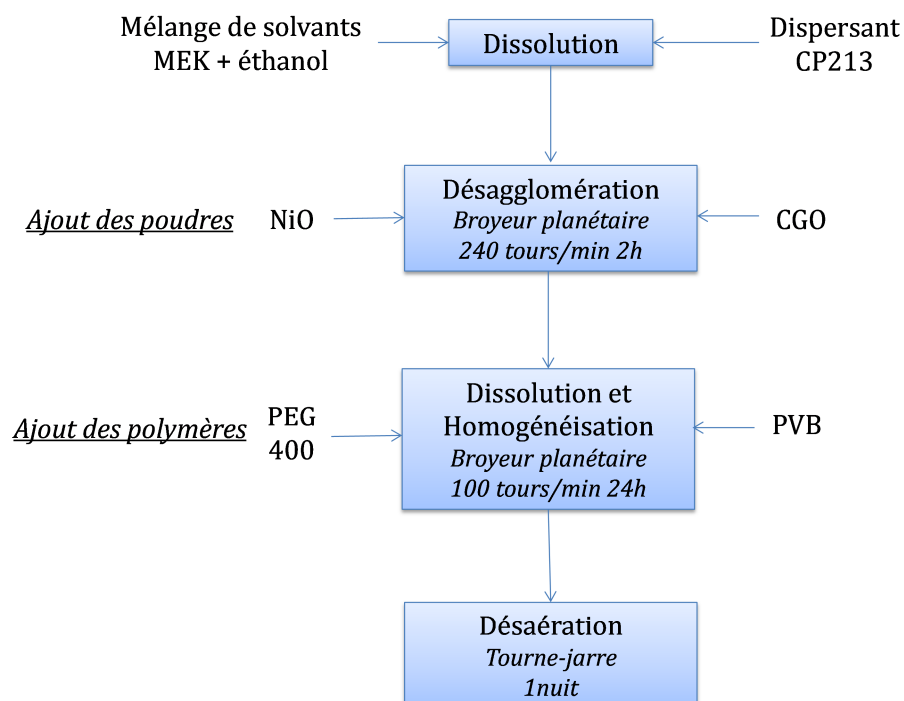 Mélange de solvants
MEK + éthanol
Dissolution
Dispersant
CP213
Ajout des poudres
NiO
Désagglomération
Broyeur planétaire
240 tours/min 2h
CGO
Ajout des polymères
PEG
400
Dissolution et
Homogénéisation
Broyeur planétaire
100 tours/min 24h
PVB
Désaération
Tourne-jarre
1nuit